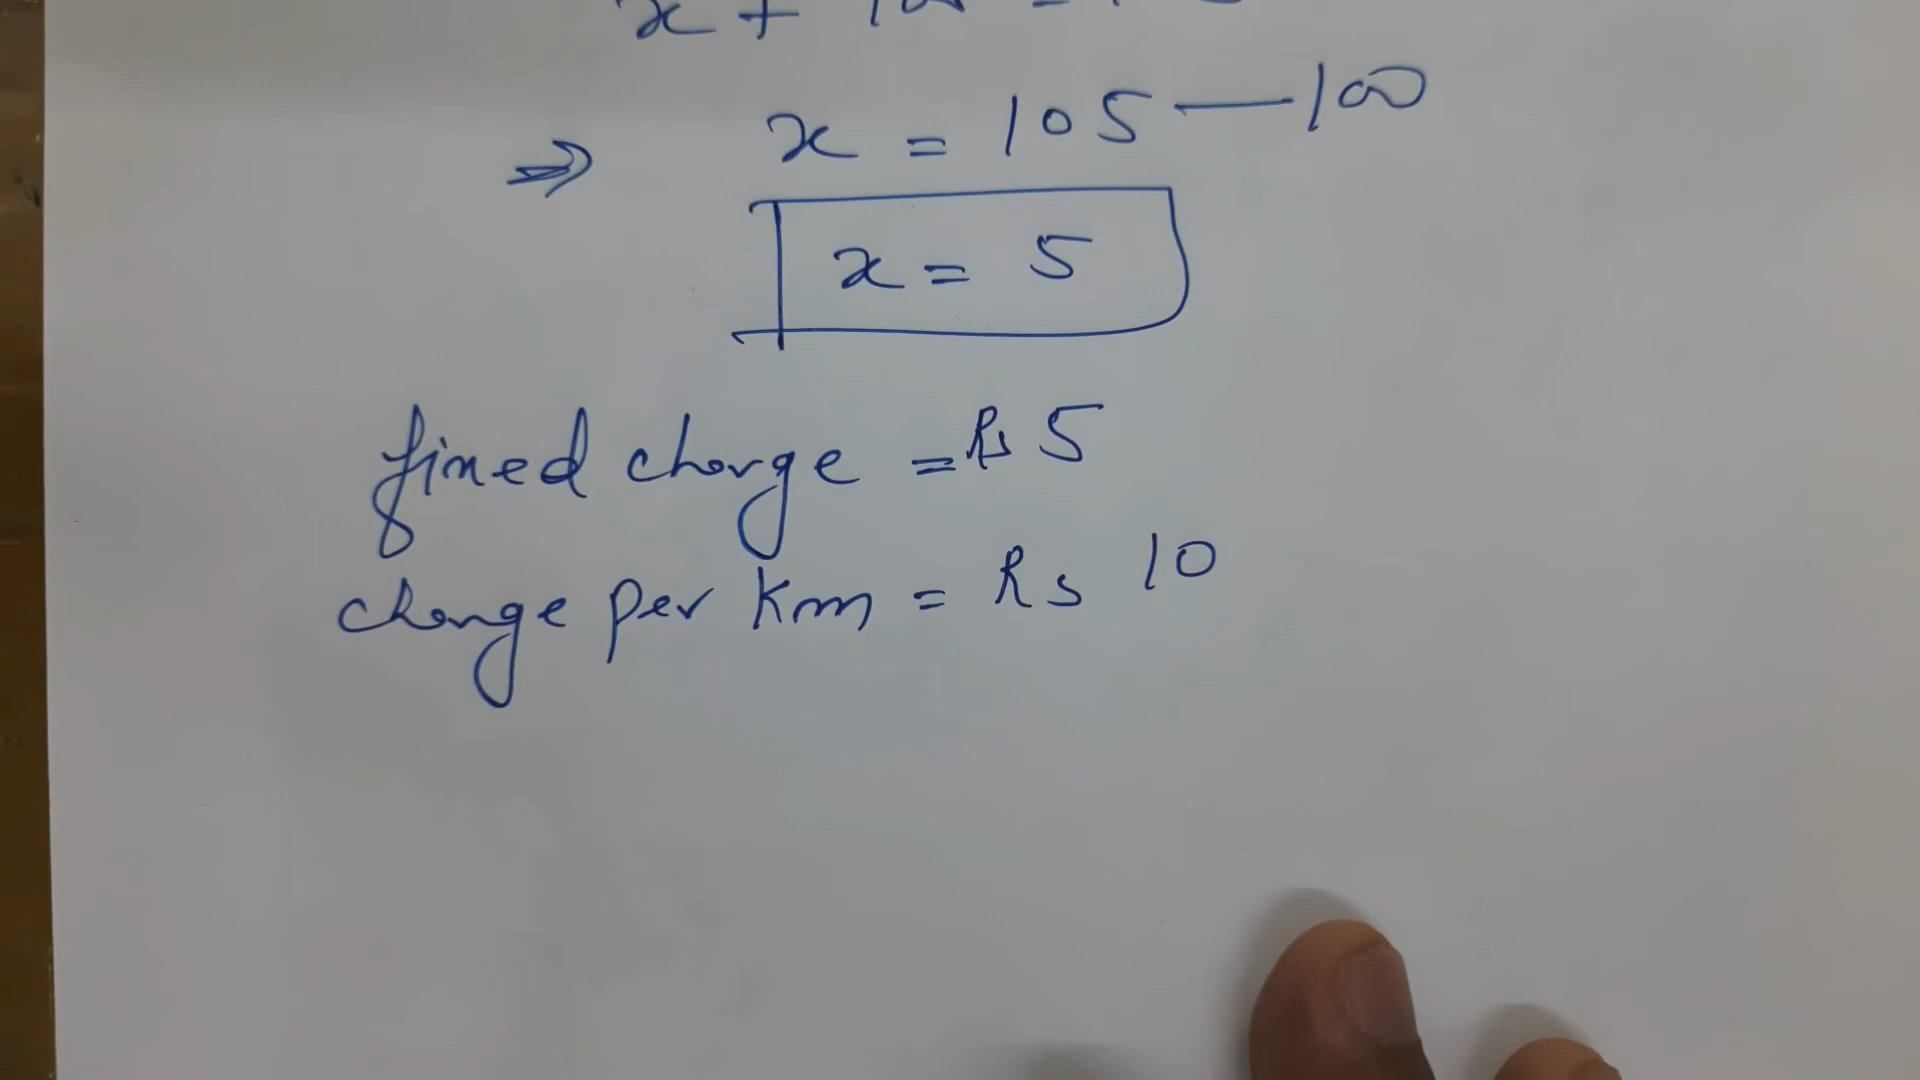 x +
⇒ x = 105 — 100
x = 5
fixed charge = Rs 5
charge per Km = Rs 10